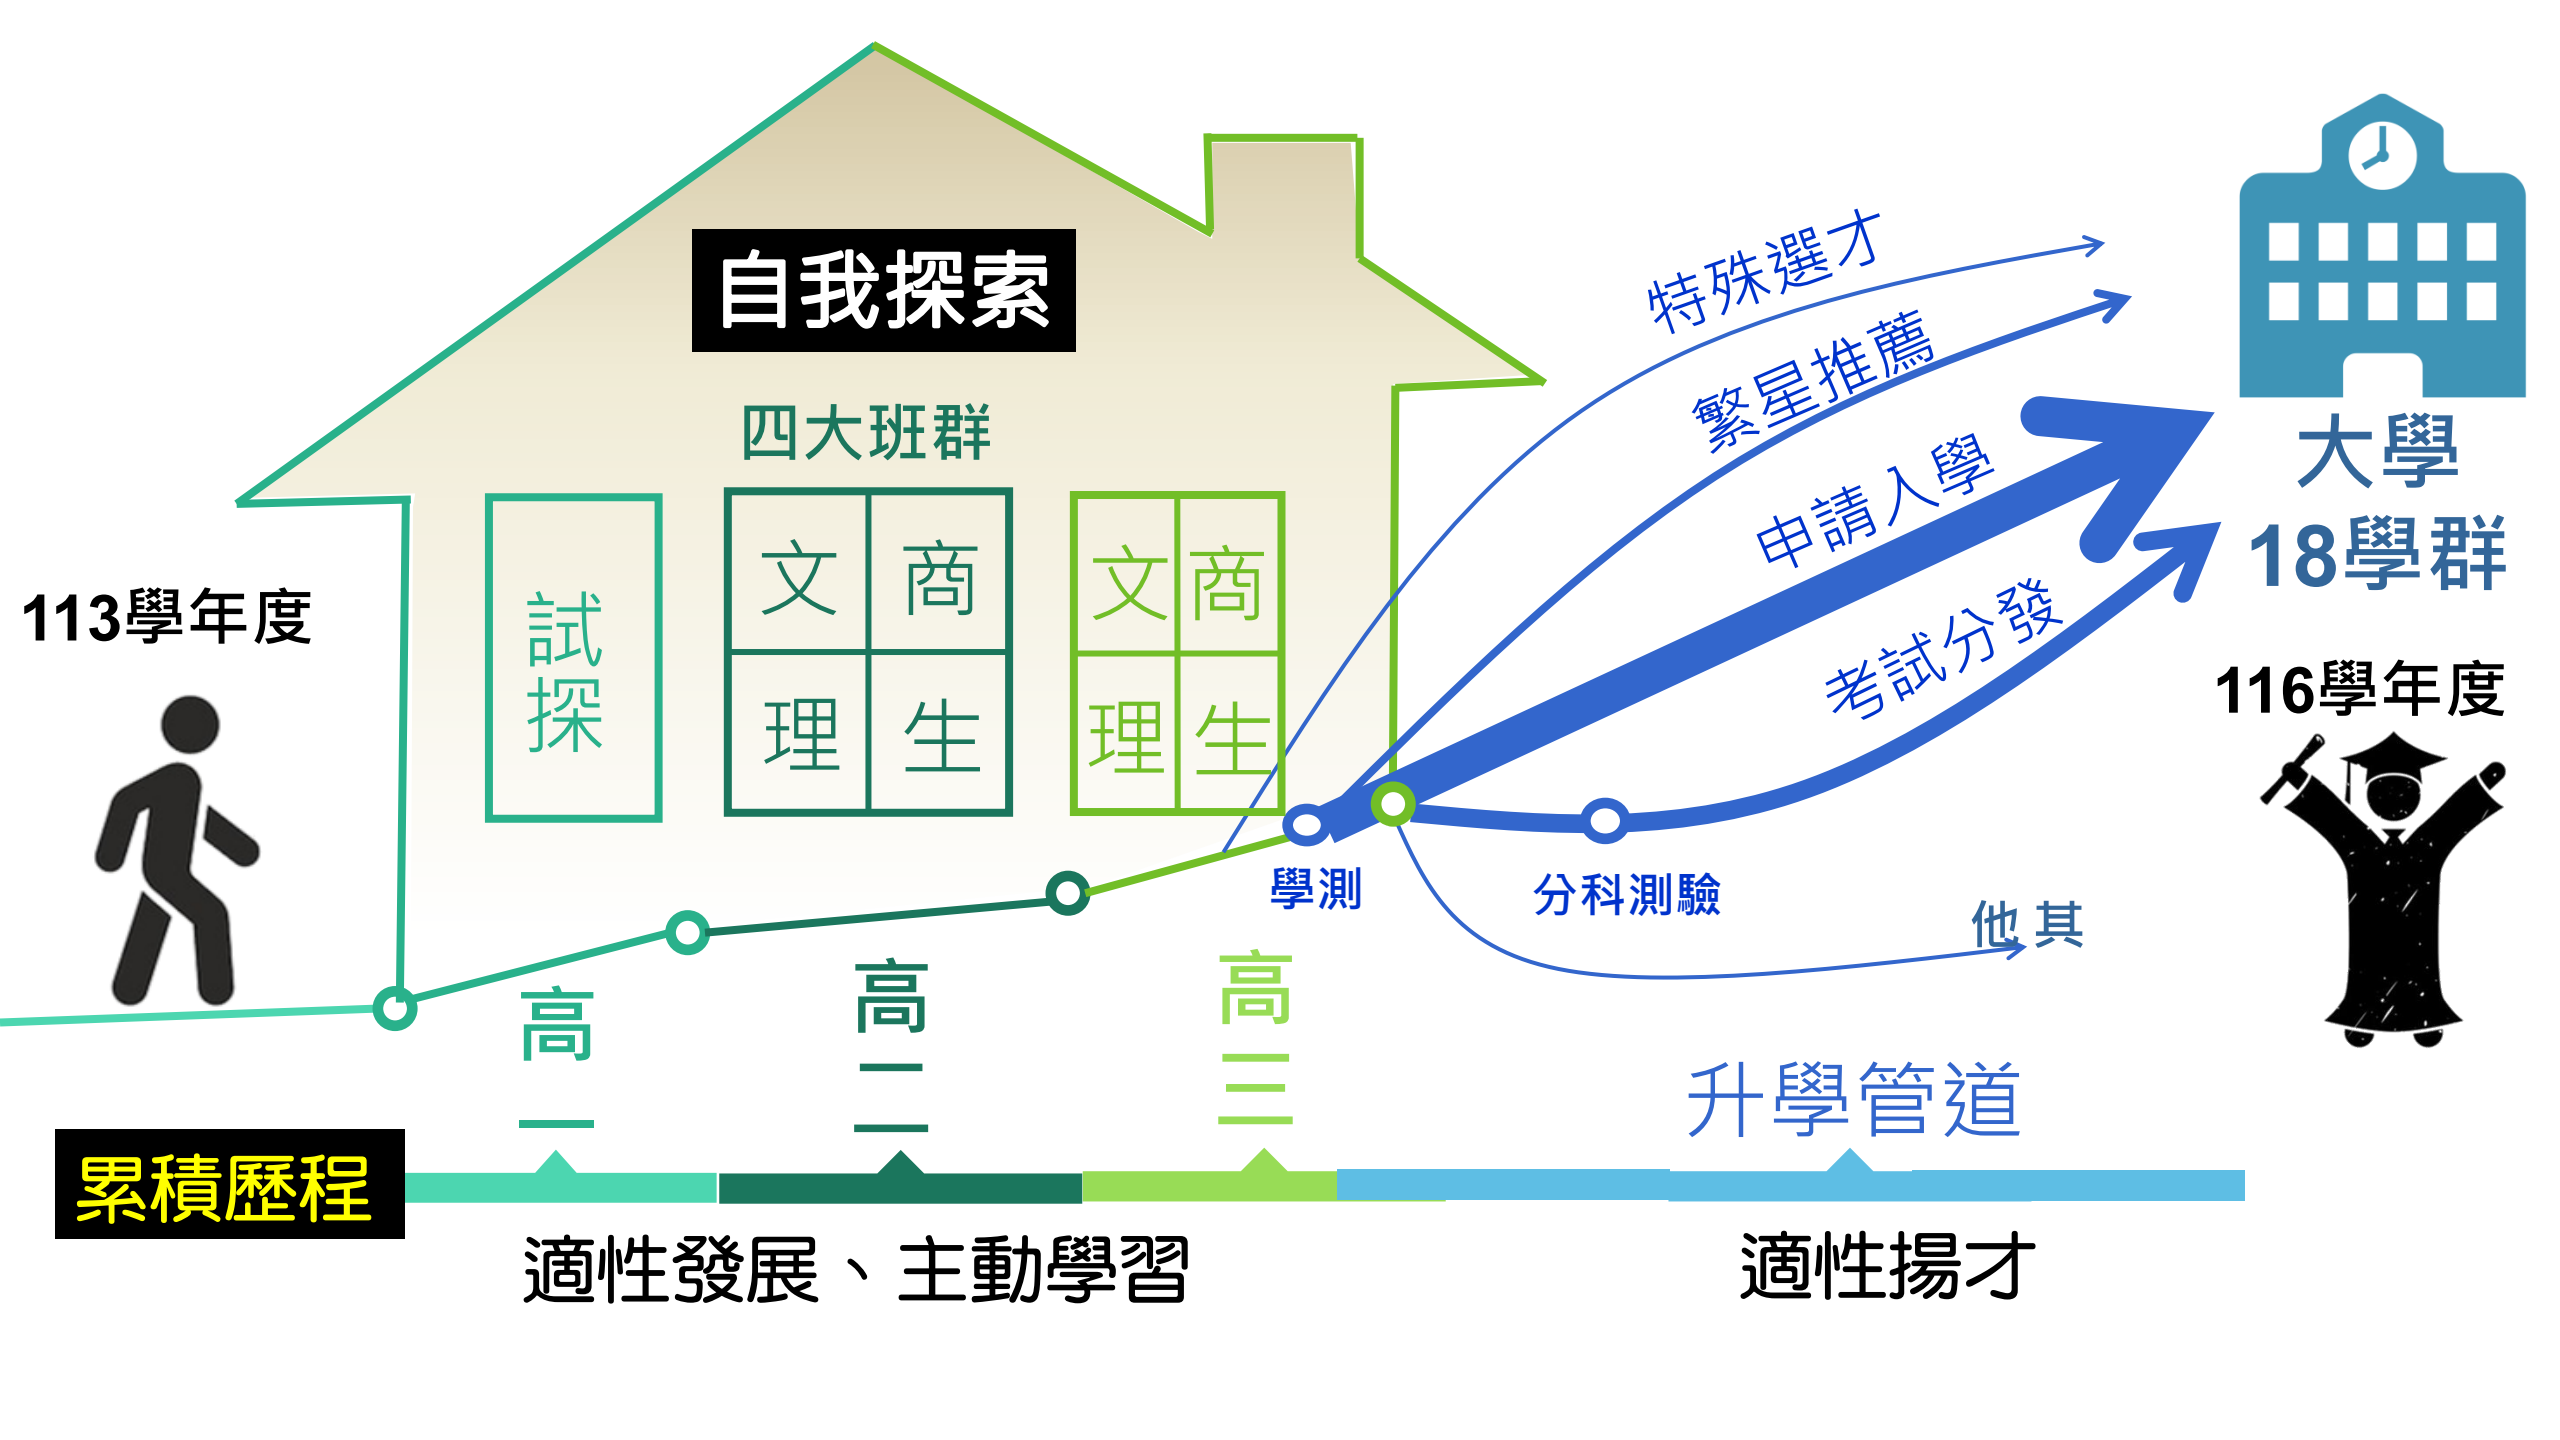 自我探索
四大班群
試
探
文
商
理
生
文
商
理
生
113學年度
特殊選才
繁星推薦
申請入學
考試分發
學測
分科測驗
他 其
大學
18學群
116學年度
高
一
高
二
高
三
升學管道
累積歷程
適性發展、主動學習
適性揚才